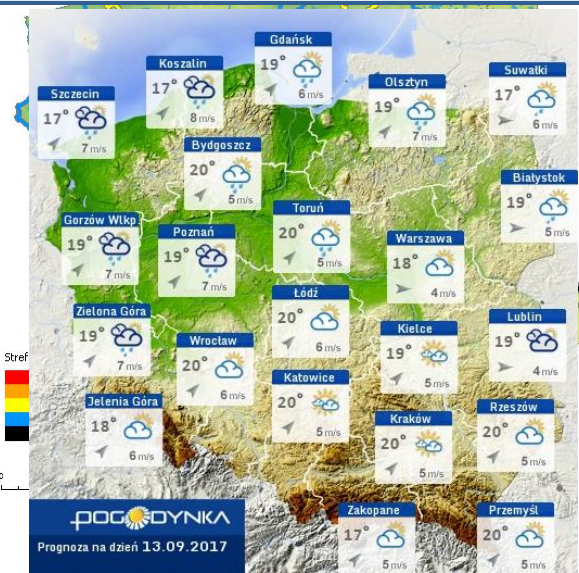 Gdańsk
19°
6 m/s
Koszalin
17°
8 m/s
Suwałki
17°
6 m/s
Olsztyn
19°
7 m/s
Szczecin
17°
7 m/s
Bydgoszcz
20°
5 m/s
Białystok
19°
5 m/s
Toruń
20°
5 m/s
Gorzów Wlkp
19°
7 m/s
Poznań
19°
7 m/s
Warszawa
18°
4 m/s
Łódź
20°
6 m/s
Zielona Góra
19°
7 m/s
Lublin
19°
4 m/s
Kielce
19°
5 m/s
Wrocław
20°
6 m/s
Stref
Katowice
20°
5 m/s
Jelenia Góra
18°
6 m/s
Rzeszów
20°
5 m/s
Kraków
20°
5 m/s
Zakopane
17°
5 m/s
Przemyśl
20°
5 m/s
POGODYNKA
Prognoza na dzień 13.09.2017